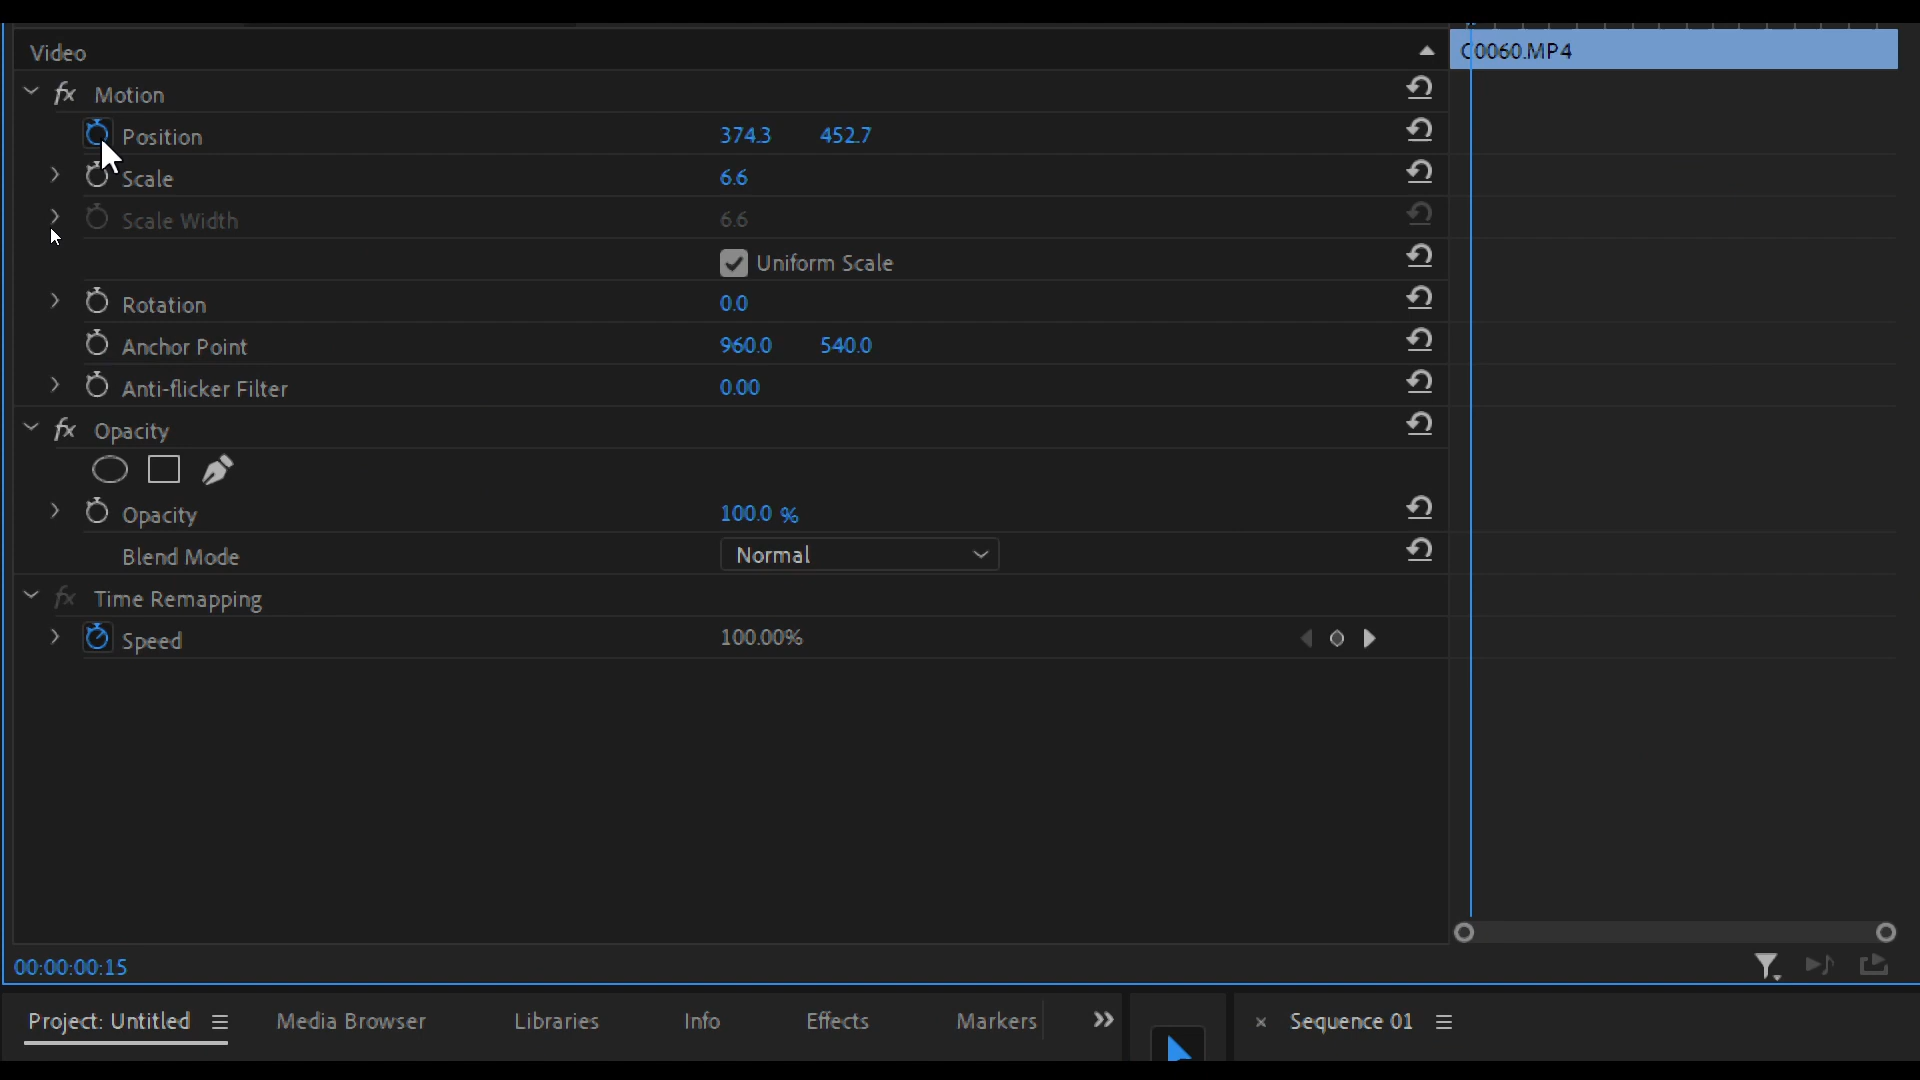 Video
C0060.MP4
fx Motion
Position 374.3 452.7
Scale 6.6
Scale Width 6.6
Uniform Scale
Rotation 0.0
Anchor Point 960.0 540.0
Anti-flicker Filter 0.00
fx Opacity
Opacity 100.0 %
Blend Mode Normal
fx Time Remapping
Speed 100.00%
00:00:00:15
Project: Untitled Media Browser Libraries Info Effects Markers
Sequence 01